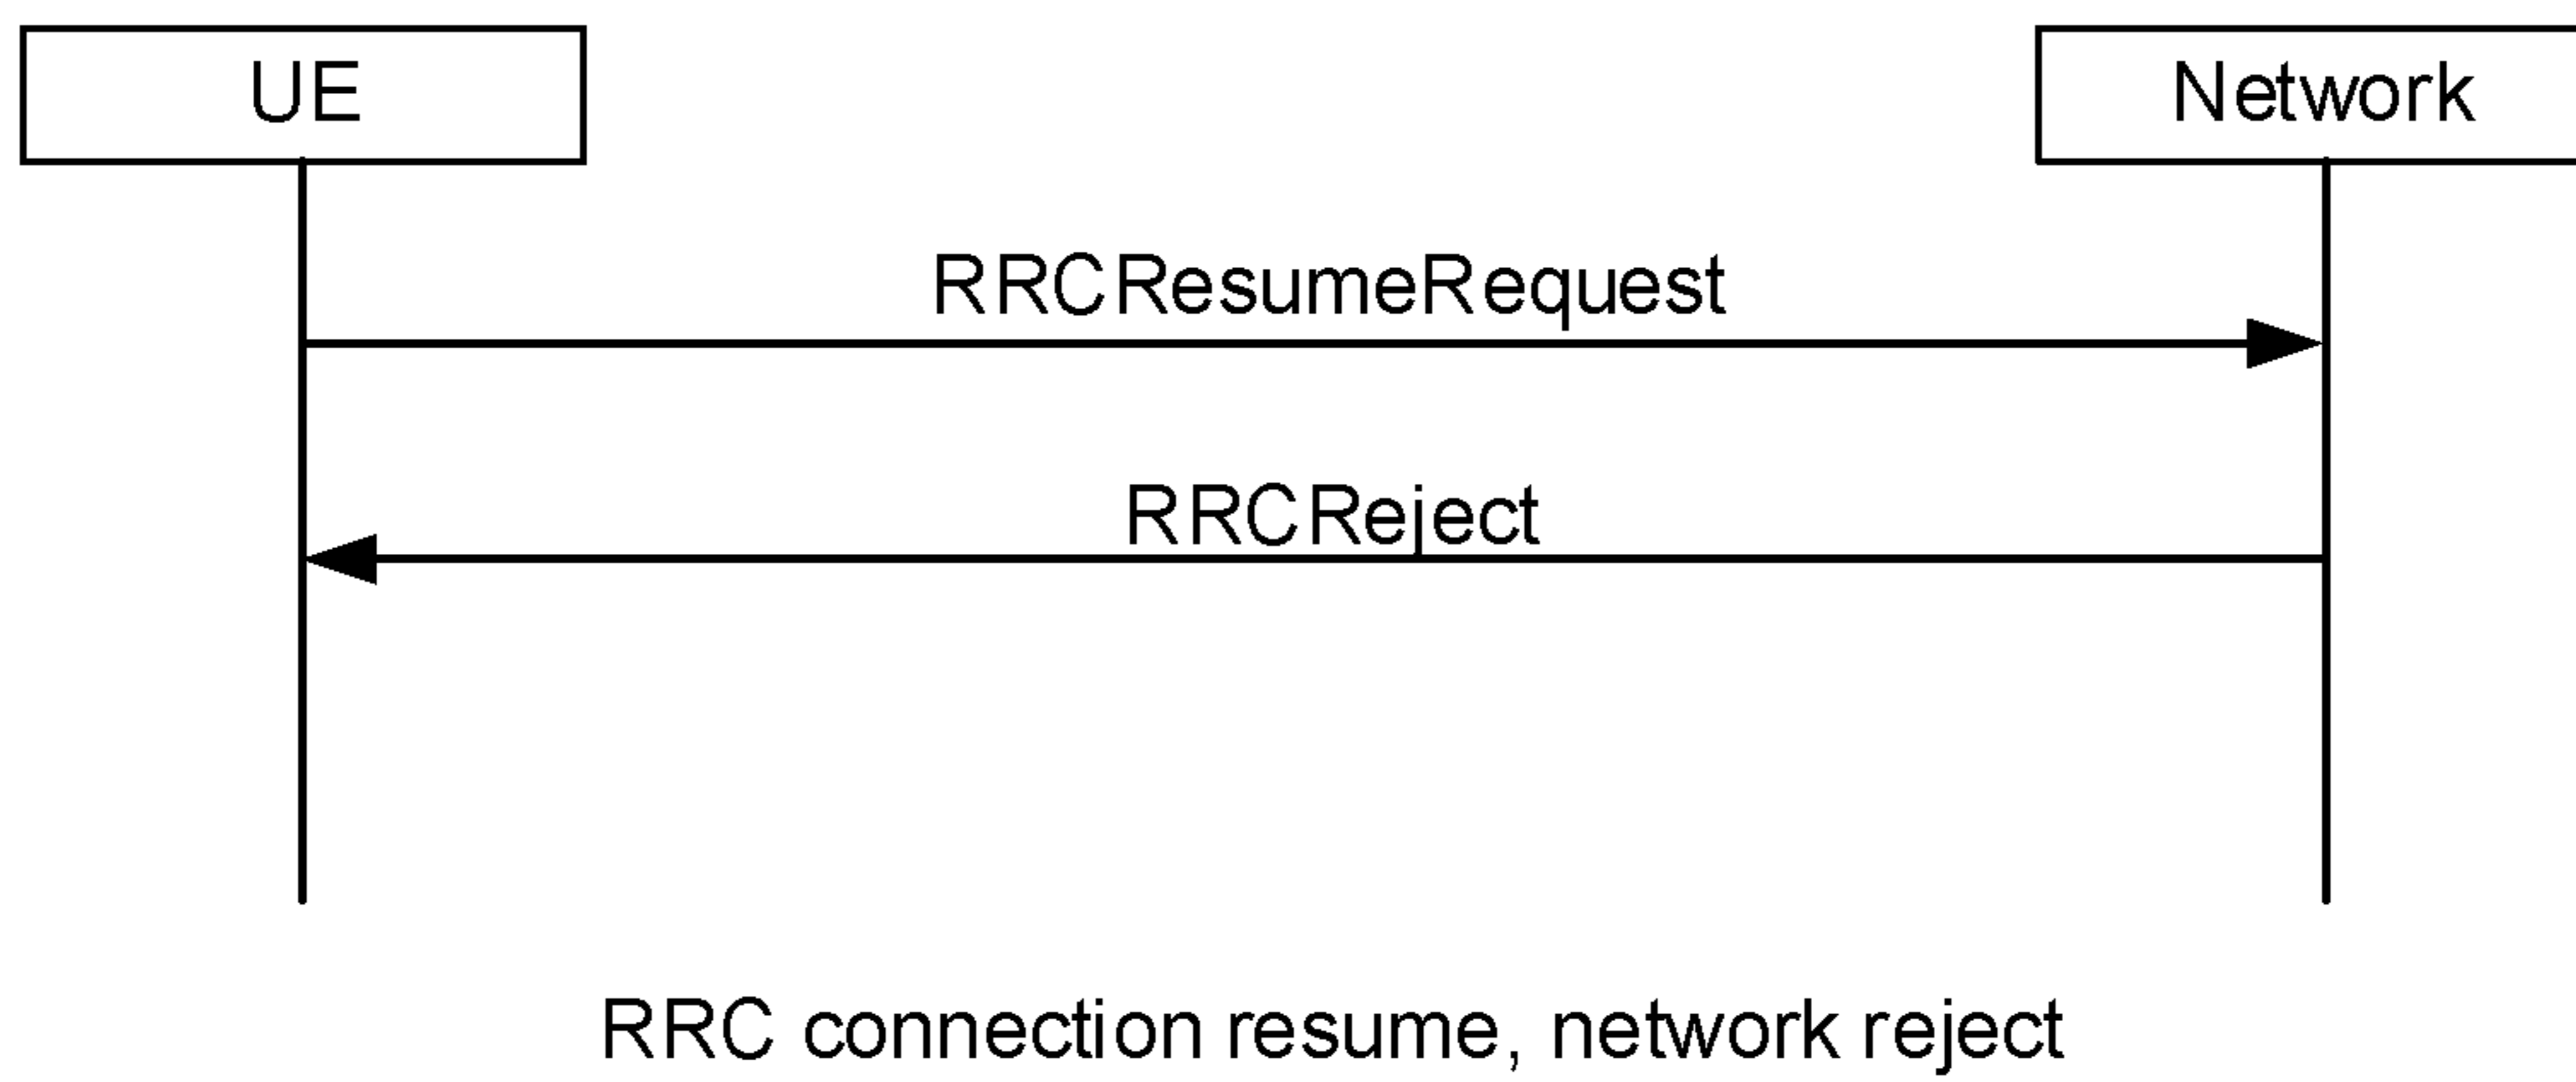 UE
Network
RRCResumeRequest
RRCReject
RRC connection resume, network reject